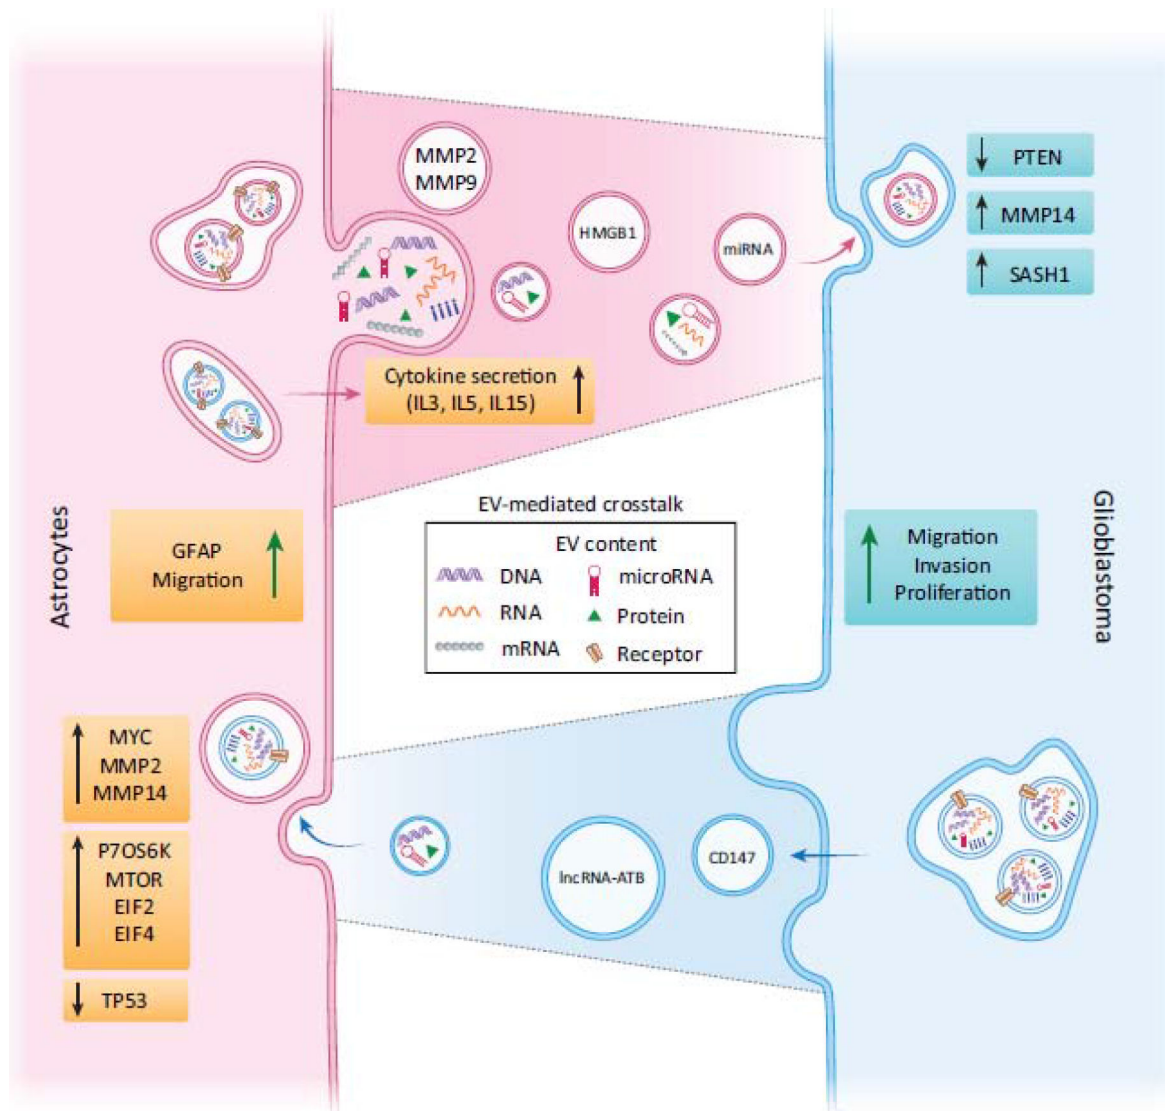 MMP2
MMP9
HMGB1
miRNA
PTEN
MMP14
SASH1
Cytokine secretion
(IL3, IL5, IL15)
Astrocytes
GFAP
Migration
EV-mediated crosstalk
EV content
DNA
microRNA
RNA
Protein
mRNA
Receptor
Migration
Invasion
Proliferation
Glioblastoma
MYC
MMP2
MMP14
P7OS6K
MTOR
EIF2
EIF4
TP53
lncRNA-ATB
CD147